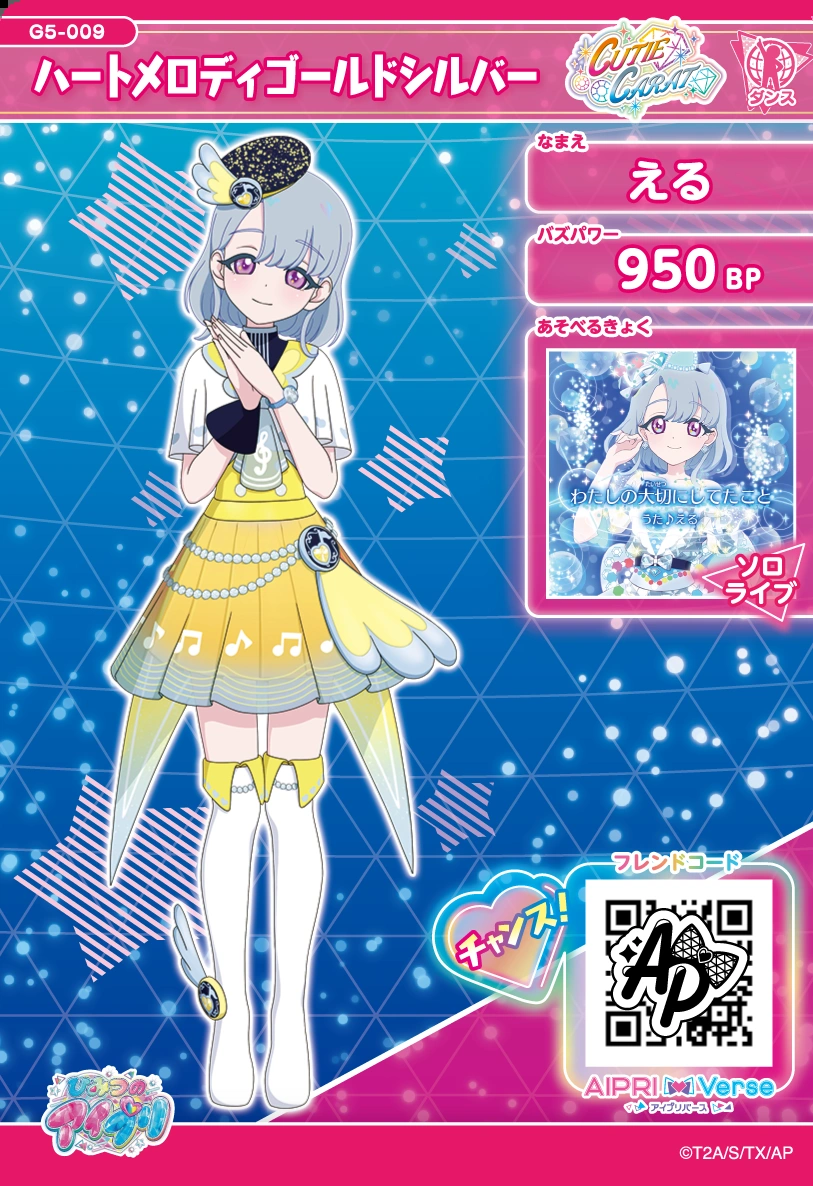 G5-009
ハートメロディゴールドシルバー
CUTIE
CARAT
ダンス
なまえ
える
バズパワー
950 BP
あそべるきょく
たいせつ
わたしの大切にしてたこと
うた♪える
ソロ
ライブ
フレンドコード
チャンス!
AP
AIPRI Verse
アイプリバース
ひみつの
アイプリ
©T2A/S/TX/AP